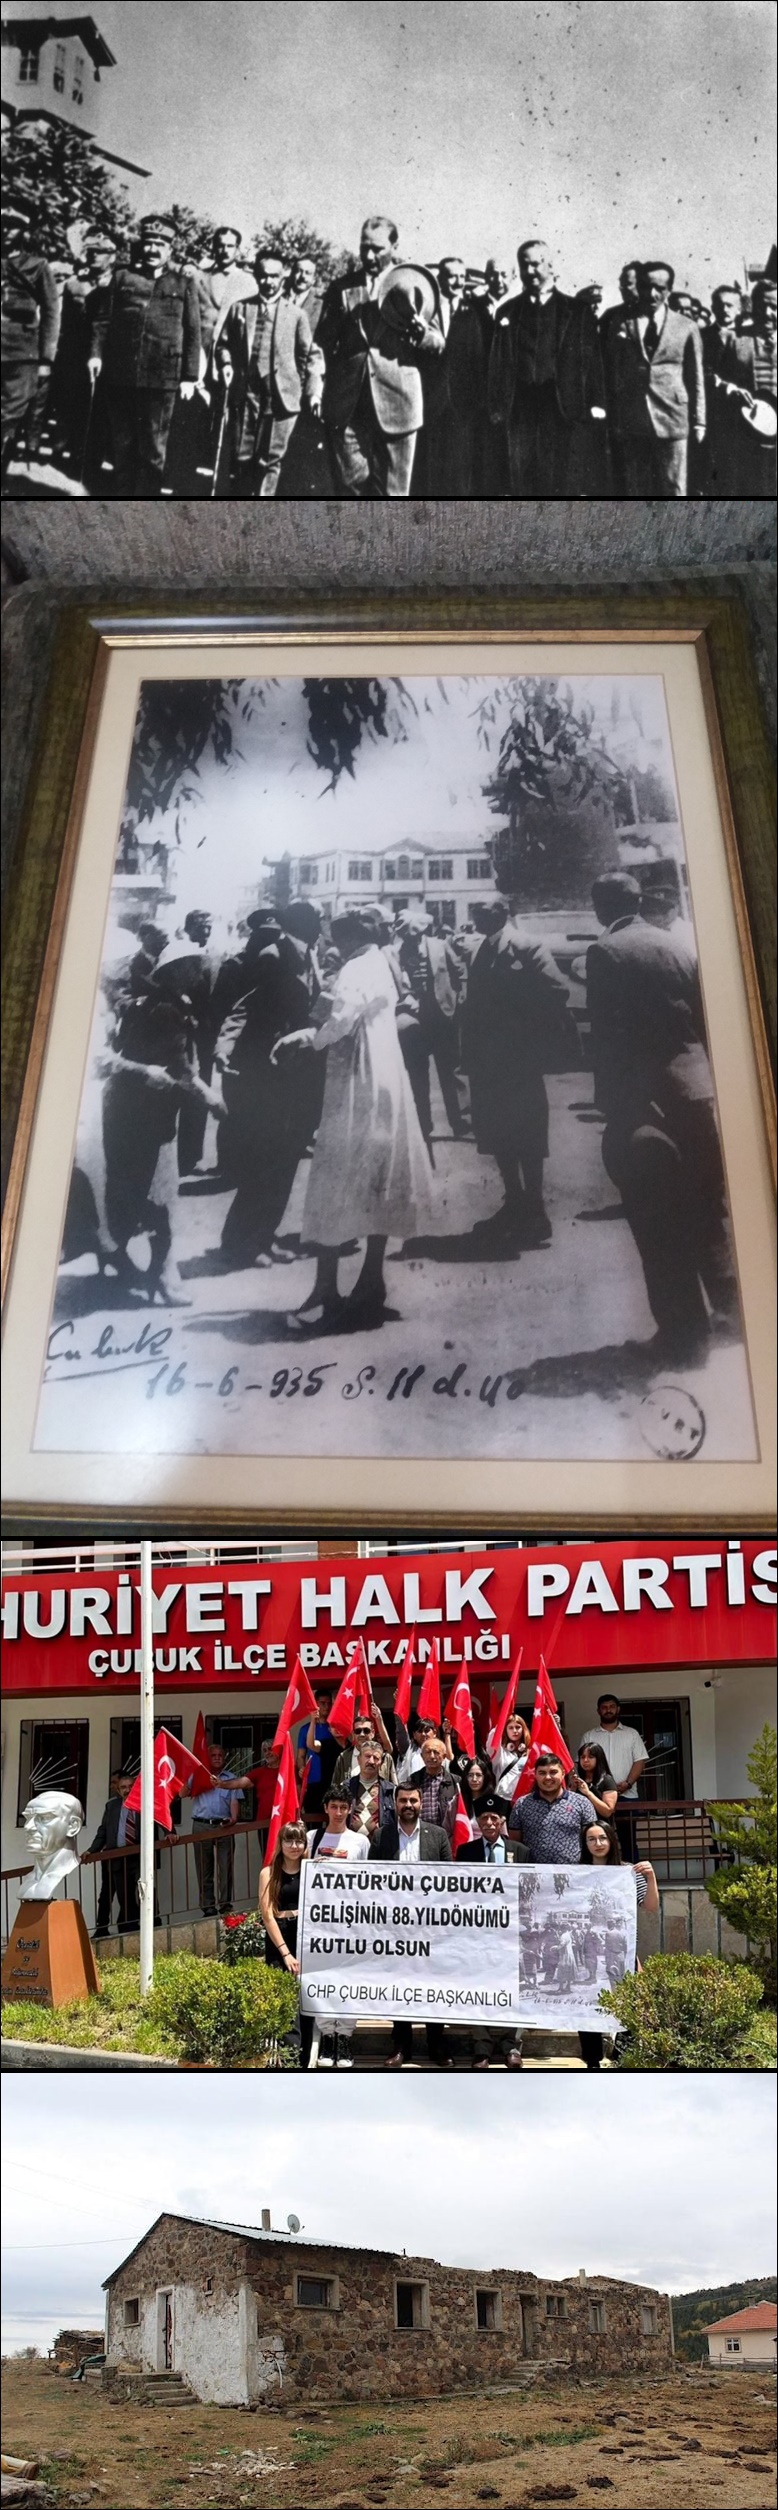 Çubuk
16-6-935 S. 11 d. 40
HURİYET HALK PARTİS
ÇUBUK İLÇE BAŞKANLIĞI
ATATÜR'ÜN ÇUBUK'A
GELİŞİNİN 88.YILDÖNÜMÜ
KUTLU OLSUN
CHP ÇUBUK İLÇE BAŞKANLIĞI